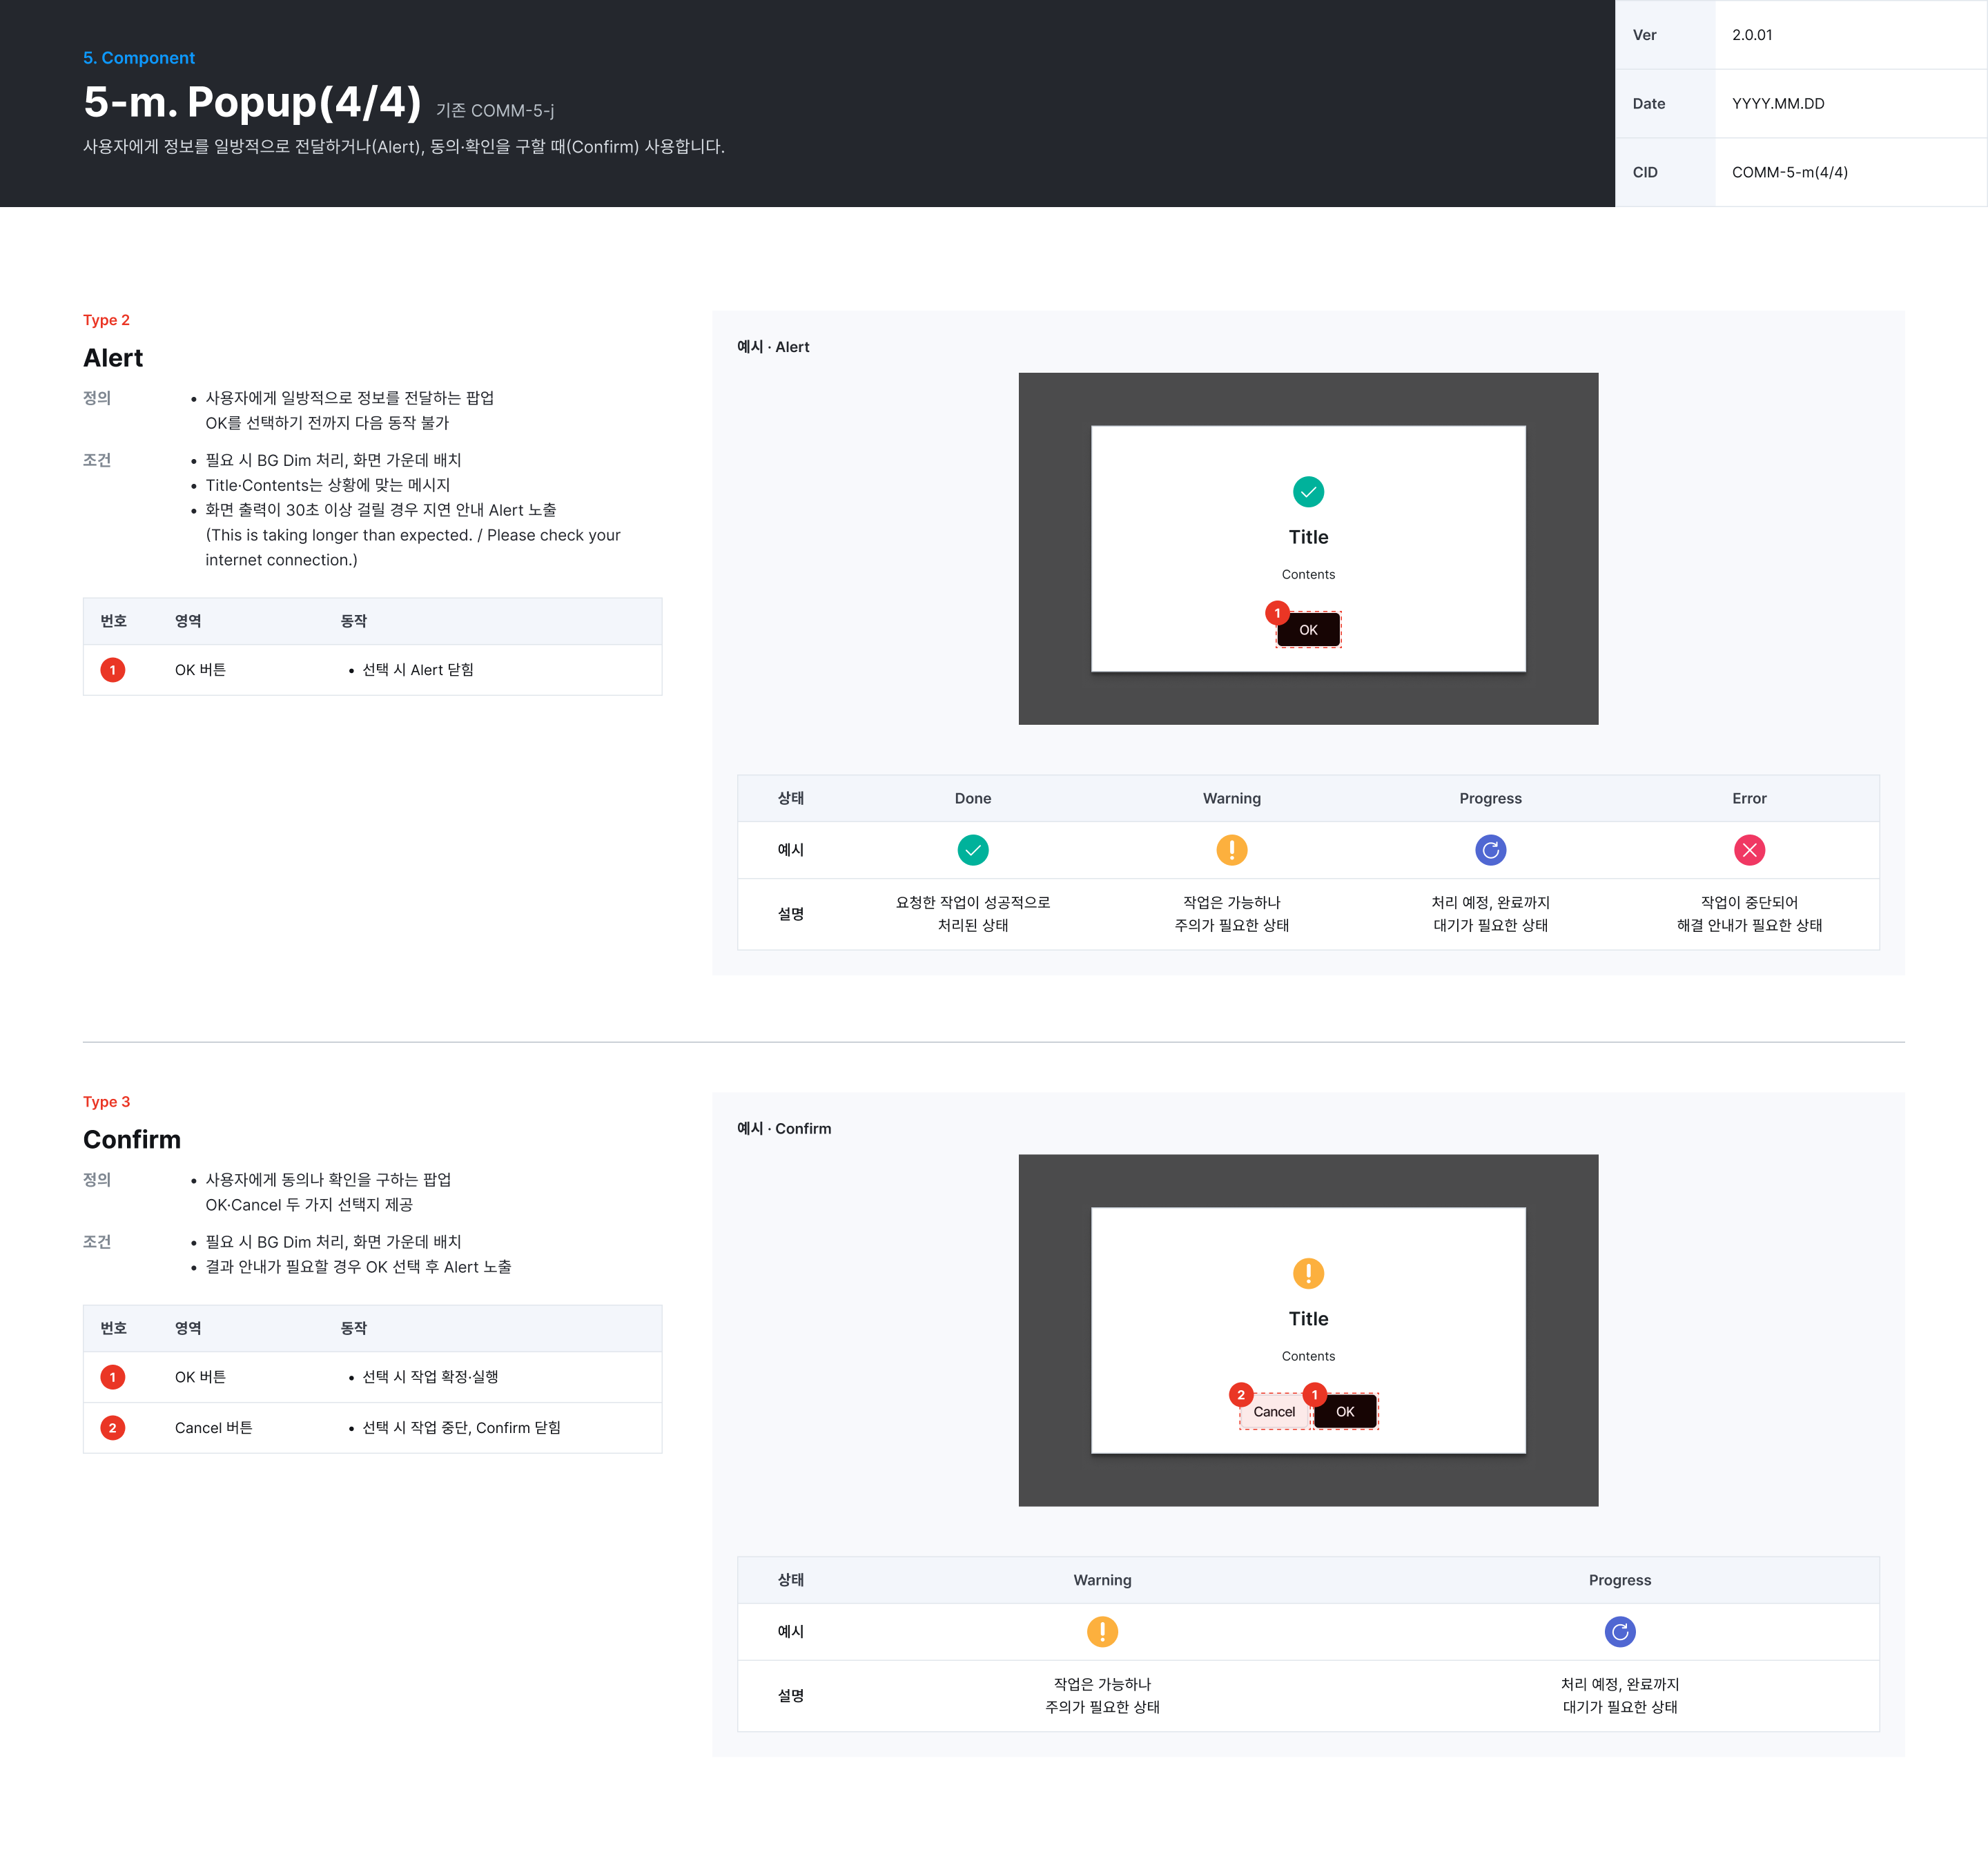 5. Component
5-m. Popup(4/4) 기존 COMM-5-j
사용자에게 정보를 일방적으로 전달하거나(Alert), 동의·확인을 구할 때(Confirm) 사용합니다.
Ver 2.0.01
Date YYYY.MM.DD
CID COMM-5-m(4/4)
Type 2
Alert
정의
• 사용자에게 일방적으로 정보를 전달하는 팝업
OK를 선택하기 전까지 다음 동작 불가
조건
• 필요 시 BG Dim 처리, 화면 가운데 배치
• Title·Contents는 상황에 맞는 메시지
• 화면 출력이 30초 이상 걸릴 경우 지연 안내 Alert 노출
(This is taking longer than expected. / Please check your
internet connection.)
번호 영역 동작
1 OK 버튼 • 선택 시 Alert 닫힘
예시 · Alert
Title
Contents
1
OK
상태 Done Warning Progress Error
예시
설명
요청한 작업이 성공적으로
처리된 상태
작업은 가능하나
주의가 필요한 상태
처리 예정, 완료까지
대기가 필요한 상태
작업이 중단되어
해결 안내가 필요한 상태
Type 3
Confirm
정의
• 사용자에게 동의나 확인을 구하는 팝업
OK·Cancel 두 가지 선택지 제공
조건
• 필요 시 BG Dim 처리, 화면 가운데 배치
• 결과 안내가 필요할 경우 OK 선택 후 Alert 노출
번호 영역 동작
1 OK 버튼 • 선택 시 작업 확정·실행
2 Cancel 버튼 • 선택 시 작업 중단, Confirm 닫힘
예시 · Confirm
Title
Contents
2 1
Cancel OK
상태 Warning Progress
예시
설명
작업은 가능하나
주의가 필요한 상태
처리 예정, 완료까지
대기가 필요한 상태